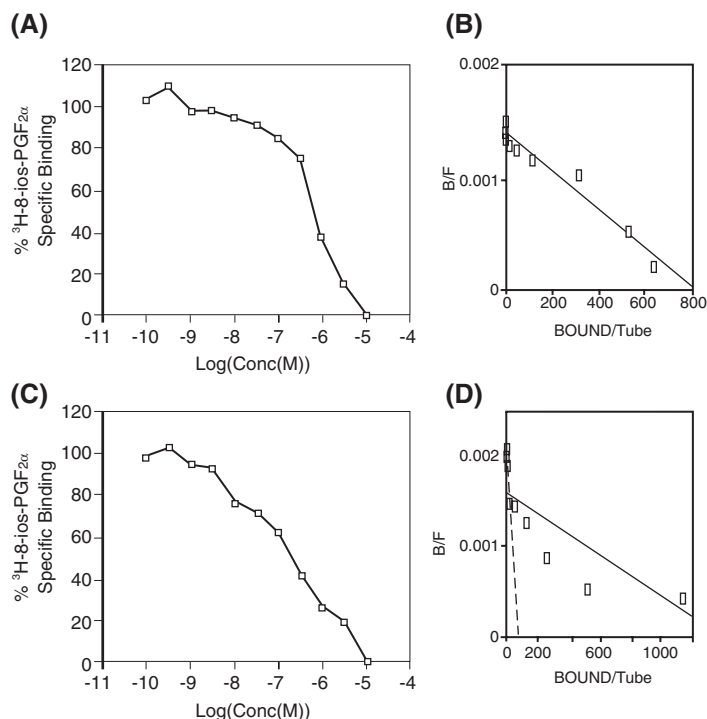 (A)
120
100
80
60
40
20
0
% ³H-8-ios-PGF₂α
Specific Binding
-11 -10 -9 -8 -7 -6 -5 -4
Log(Conc(M))
(B)
0.002
0.001
0
B/F
0 200 400 600 800
BOUND/Tube
(C)
120
100
80
60
40
20
0
% ³H-8-ios-PGF₂α
Specific Binding
-11 -10 -9 -8 -7 -6 -5 -4
Log(Conc(M))
(D)
0.002
0.001
0
B/F
0 200 600 1000
BOUND/Tube